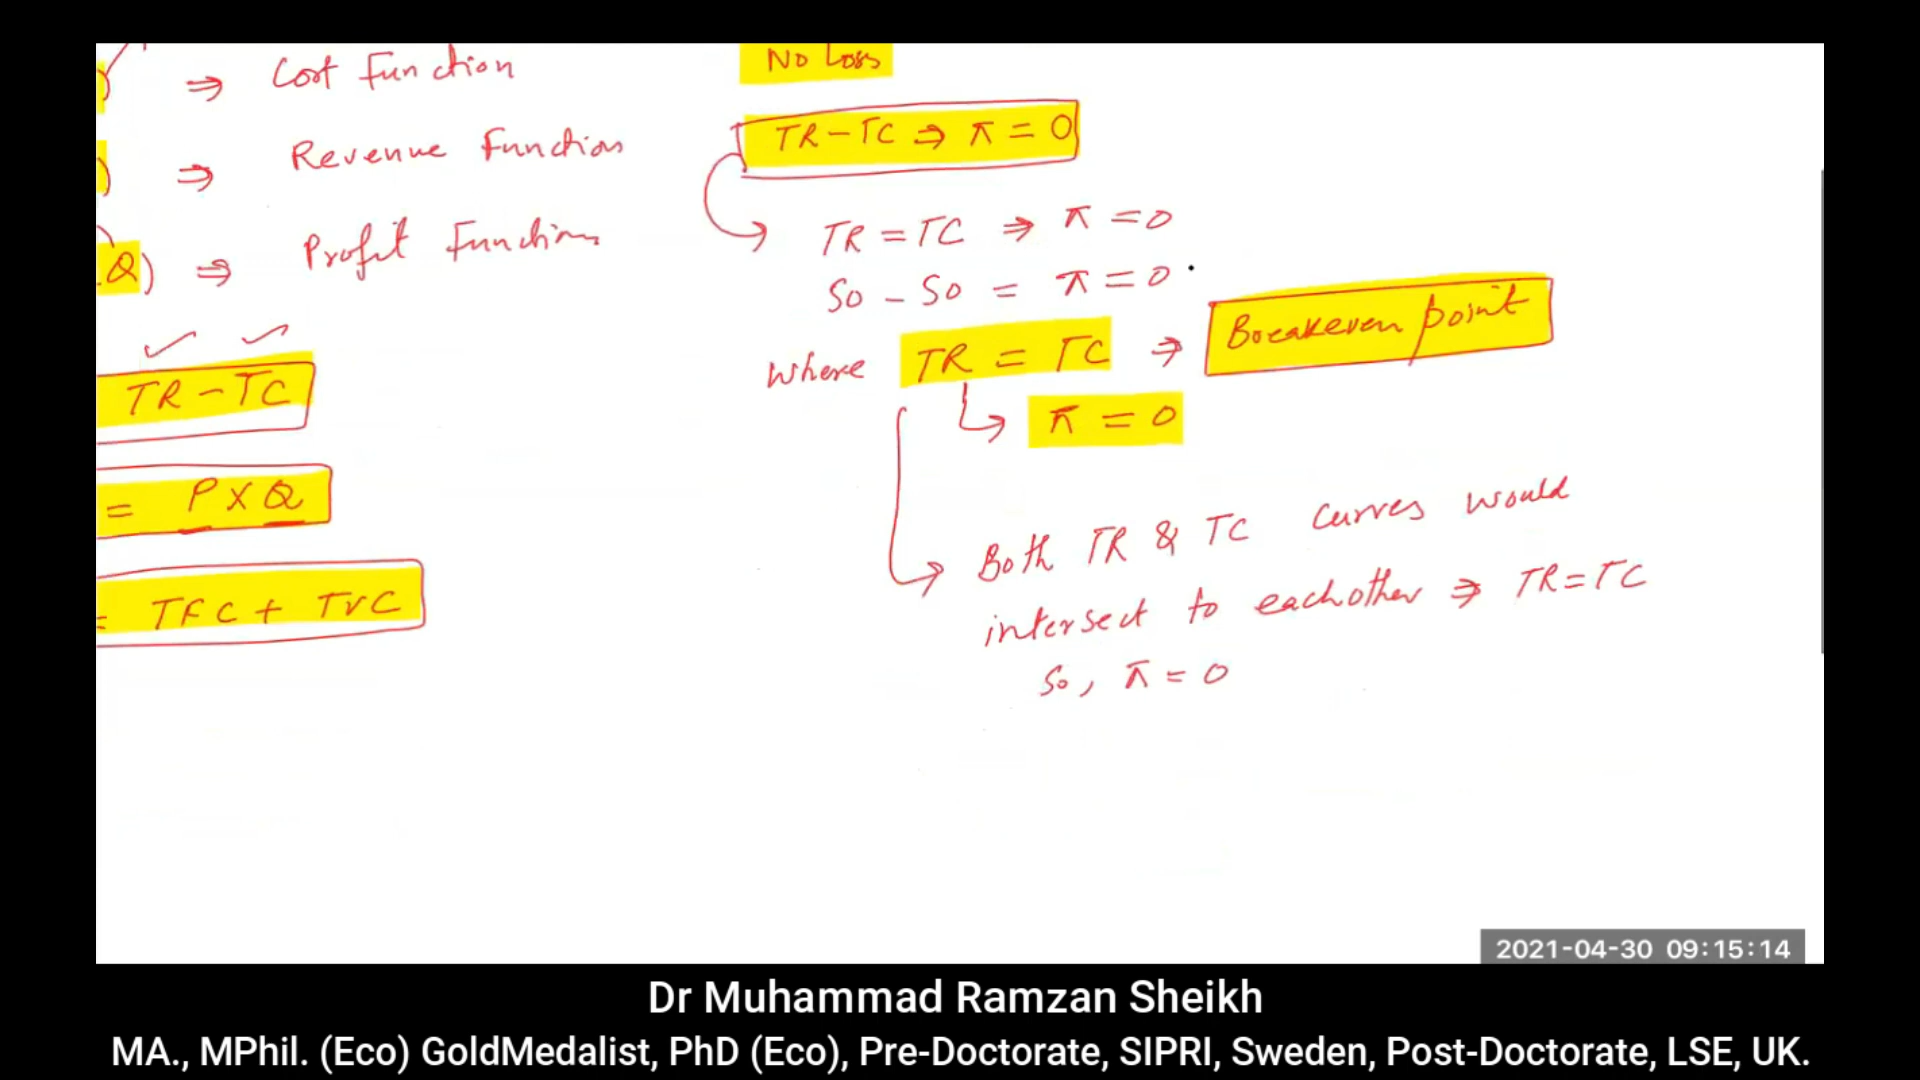 ) ⇒ Cost Function
) ⇒ Revenue Function
.Q) ⇒ Profit Function
TR - TC
= P X Q
= TFC + TVC
No Loss
TR - TC ⇒ π = 0
TR = TC ⇒ π = 0
50 - 50 = π = 0
Where TR = TC ⇒ Breakeven point
π = 0
Both TR & TC Curves would
intersect to eachother ⇒ TR = TC
So, π = 0
2021-04-30 09:15:14
Dr Muhammad Ramzan Sheikh
MA., MPhil. (Eco) GoldMedalist, PhD (Eco), Pre-Doctorate, SIPRI, Sweden, Post-Doctorate, LSE, UK.